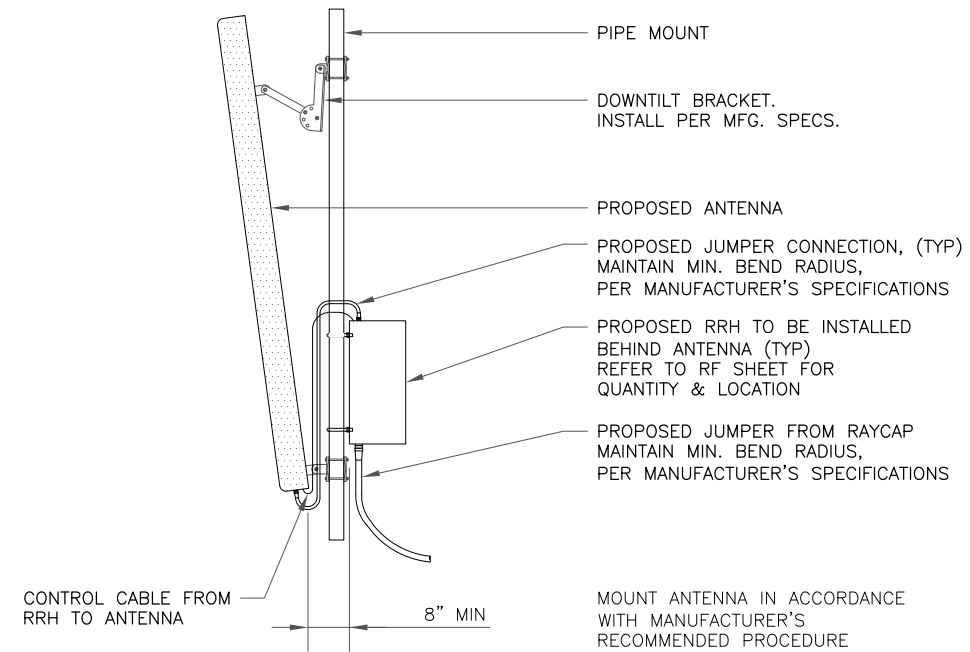 PIPE MOUNT
DOWNTILT BRACKET.
INSTALL PER MFG. SPECS.
PROPOSED ANTENNA
PROPOSED JUMPER CONNECTION, (TYP)
MAINTAIN MIN. BEND RADIUS,
PER MANUFACTURER'S SPECIFICATIONS
PROPOSED RRH TO BE INSTALLED
BEHIND ANTENNA (TYP)
REFER TO RF SHEET FOR
QUANTITY & LOCATION
PROPOSED JUMPER FROM RAYCAP
MAINTAIN MIN. BEND RADIUS,
PER MANUFACTURER'S SPECIFICATIONS
CONTROL CABLE FROM
RRH TO ANTENNA
8" MIN
MOUNT ANTENNA IN ACCORDANCE
WITH MANUFACTURER'S
RECOMMENDED PROCEDURE